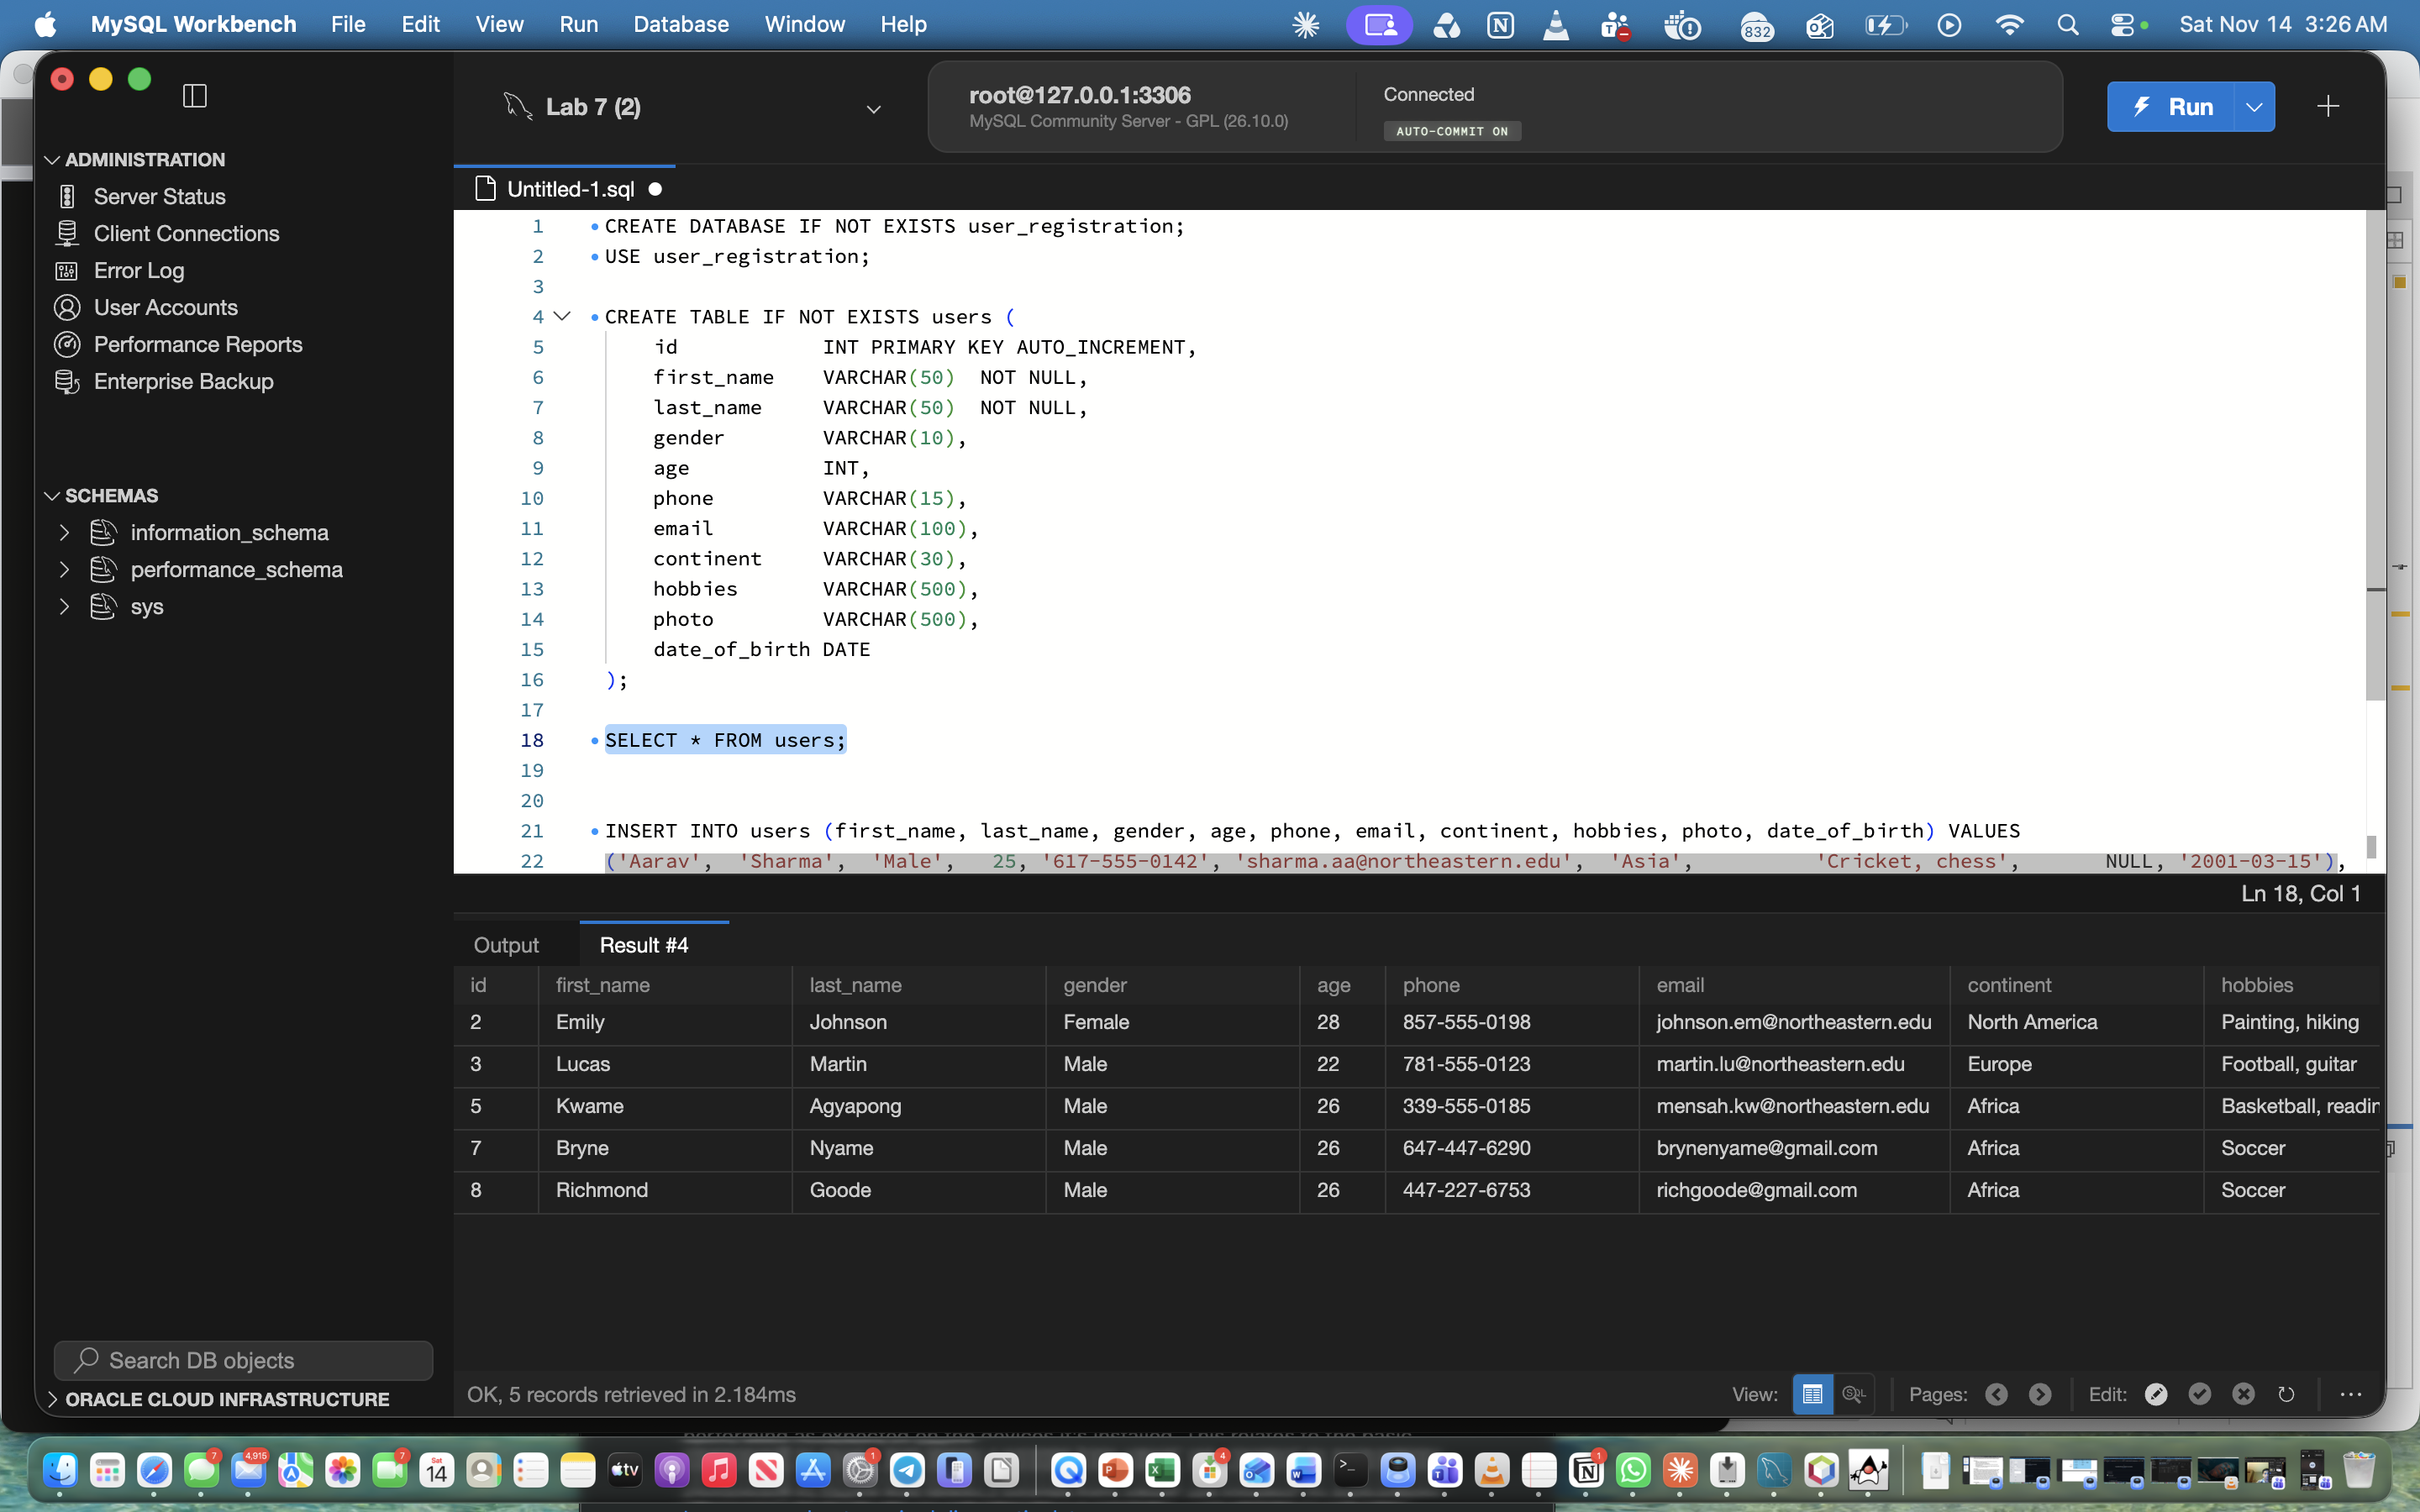 MySQL Workbench File Edit View Run Database Window Help 832 Sat Nov 14 3:26 AM
Lab 7 (2)
root@127.0.0.1:3306
MySQL Community Server - GPL (26.10.0)
Connected
AUTO-COMMIT ON
Run
ADMINISTRATION
Server Status
Client Connections
Error Log
User Accounts
Performance Reports
Enterprise Backup
SCHEMAS
information_schema
performance_schema
sys
Search DB objects
ORACLE CLOUD INFRASTRUCTURE
Untitled-1.sql
1 CREATE DATABASE IF NOT EXISTS user_registration;
2 USE user_registration;
3
4 CREATE TABLE IF NOT EXISTS users (
5 id INT PRIMARY KEY AUTO_INCREMENT,
6 first_name VARCHAR(50) NOT NULL,
7 last_name VARCHAR(50) NOT NULL,
8 gender VARCHAR(10),
9 age INT,
10 phone VARCHAR(15),
11 email VARCHAR(100),
12 continent VARCHAR(30),
13 hobbies VARCHAR(500),
14 photo VARCHAR(500),
15 date_of_birth DATE
16 );
17
18 SELECT * FROM users;
19
20
21 INSERT INTO users (first_name, last_name, gender, age, phone, email, continent, hobbies, photo, date_of_birth) VALUES
22 ('Aarav', 'Sharma', 'Male', 25, '617-555-0142', 'sharma.aa@northeastern.edu', 'Asia', 'Cricket, chess', NULL, '2001-03-15'),
Ln 18, Col 1
Output Result #4
id first_name last_name gender age phone email continent hobbies
2 Emily Johnson Female 28 857-555-0198 johnson.em@northeastern.edu North America Painting, hiking
3 Lucas Martin Male 22 781-555-0123 martin.lu@northeastern.edu Europe Football, guitar
5 Kwame Agyapong Male 26 339-555-0185 mensah.kw@northeastern.edu Africa Basketball, readin
7 Bryne Nyame Male 26 647-447-6290 brynenyame@gmail.com Africa Soccer
8 Richmond Goode Male 26 447-227-6753 richgoode@gmail.com Africa Soccer
OK, 5 records retrieved in 2.184ms View: SQL Pages: Edit:
7 4,915 7 Sat 14 tv 1 4 1